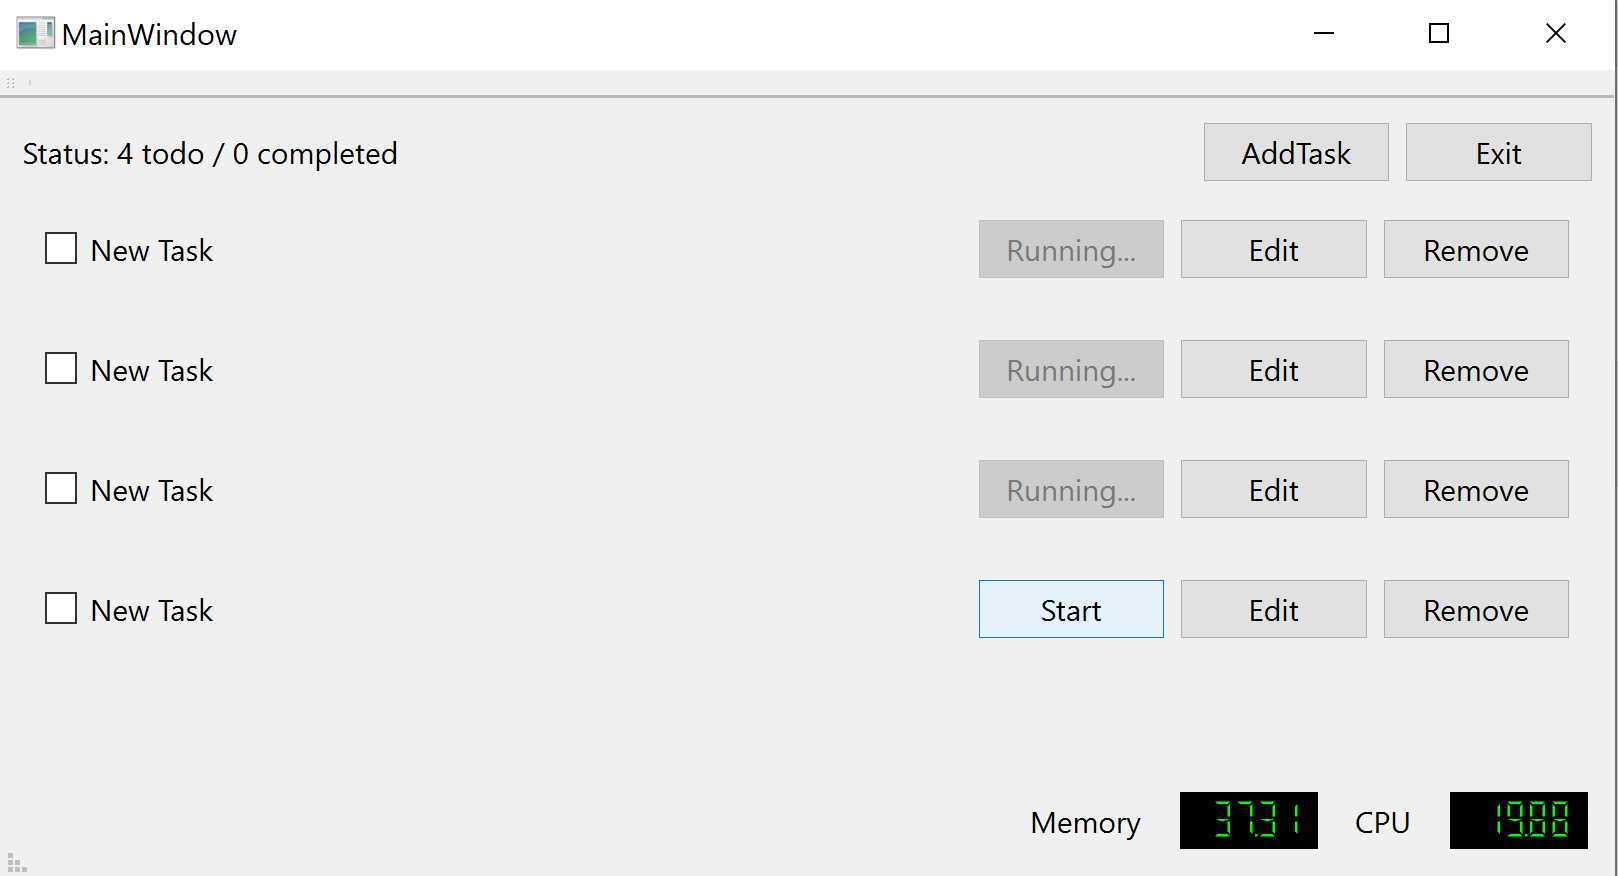 MainWindow
Status: 4 todo / 0 completed AddTask Exit
New Task Running... Edit Remove
New Task Running... Edit Remove
New Task Running... Edit Remove
New Task Start Edit Remove
Memory 37.31 CPU 19.88